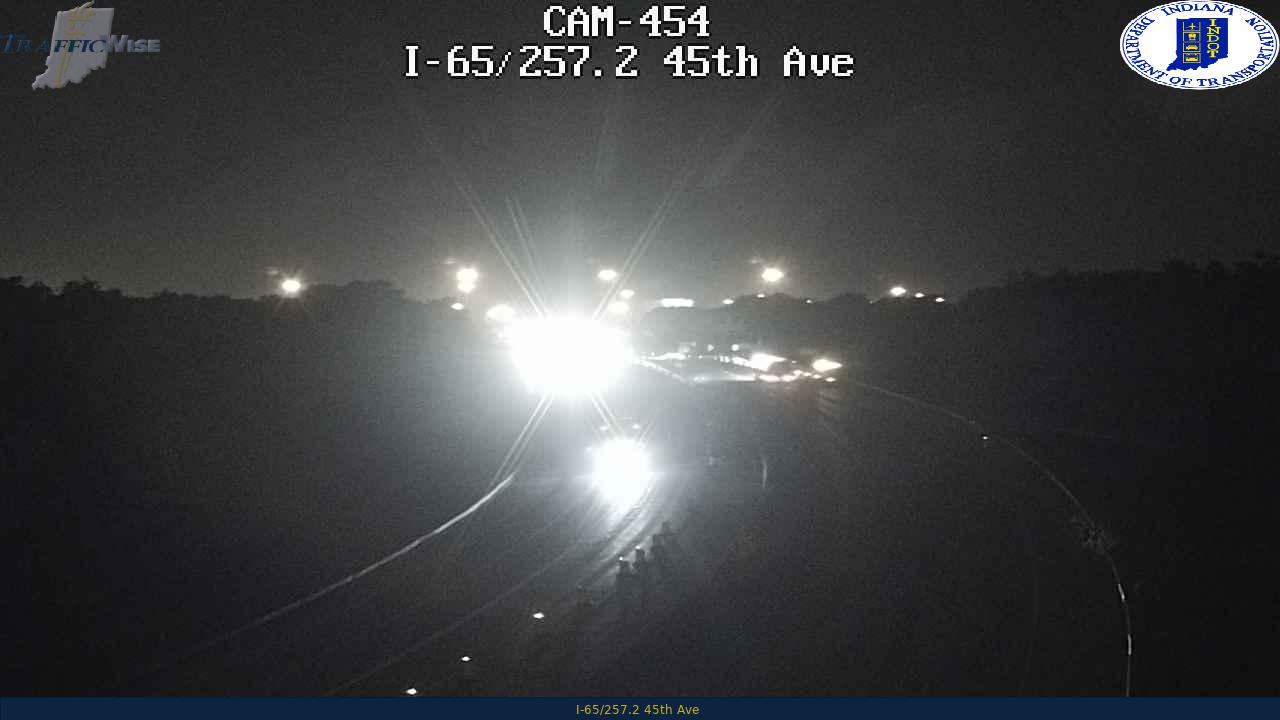 CAM-454
I-65/257.2 45th Ave
TRAFFICWISE
INDIANA
DEPARTMENT OF TRANSPORTATION
INDOT
I-65/257.2 45th Ave